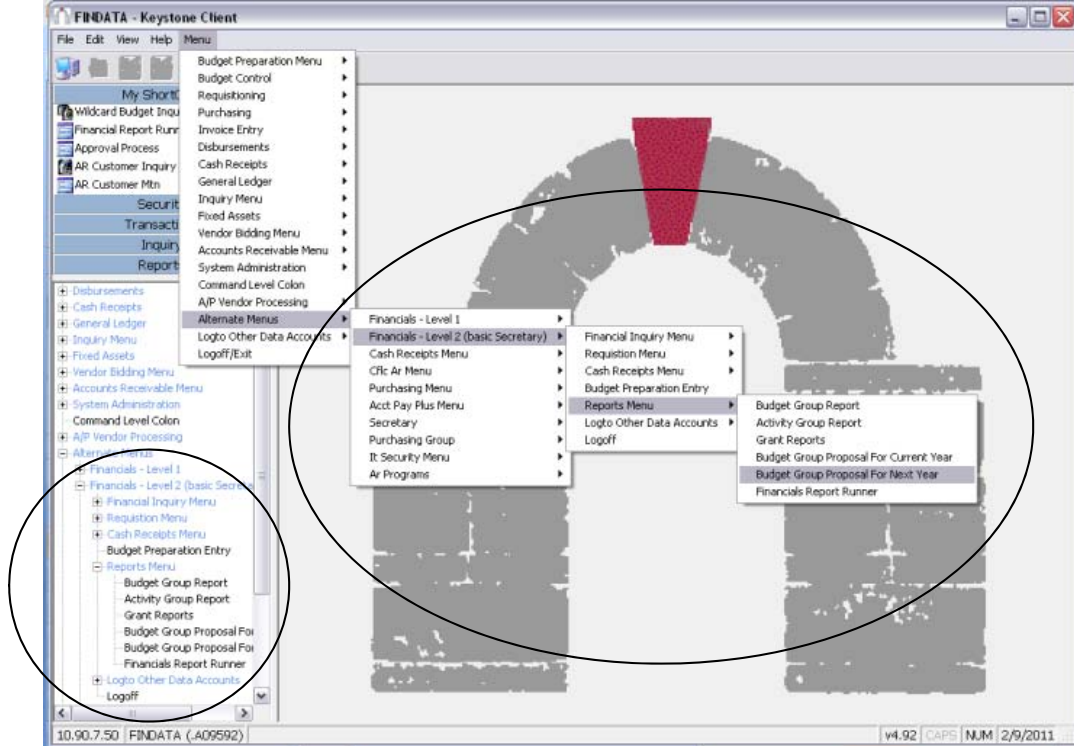 FINDATA - Keystone Client
File Edit View Help Menu
My Short
Wildcard Budget Inqu
Financial Report Runr
Approval Process
AR Customer Inquiry
AR Customer Mtn
Securit
Transacti
Inquiry
Report
Budget Preparation Menu
Budget Control
Requisitioning
Purchasing
Invoice Entry
Disbursements
Cash Receipts
General Ledger
Inquiry Menu
Fixed Assets
Vendor Bidding Menu
Accounts Receivable Menu
System Administration
Command Level Colon
A/P Vendor Processing
Alternate Menus
Logto Other Data Accounts
Logoff/Exit
Financials - Level 1
Financials - Level 2 (basic Secretary)
Cash Receipts Menu
Cflc Ar Menu
Purchasing Menu
Acct Pay Plus Menu
Secretary
Purchasing Group
It Security Menu
Ar Programs
Financial Inquiry Menu
Requistion Menu
Cash Receipts Menu
Budget Preparation Entry
Reports Menu
Logto Other Data Accounts
Logoff
Budget Group Report
Activity Group Report
Grant Reports
Budget Group Proposal For Current Year
Budget Group Proposal For Next Year
Financials Report Runner
Disbursements
Cash Receipts
General Ledger
Inquiry Menu
Fixed Assets
Vendor Bidding Menu
Accounts Receivable Menu
System Administration
Command Level Colon
A/P Vendor Processing
Alternate Menus
Financials - Level 1
Financials - Level 2 (basic Secreta
Financial Inquiry Menu
Requistion Menu
Cash Receipts Menu
Budget Preparation Entry
Reports Menu
Budget Group Report
Activity Group Report
Grant Reports
Budget Group Proposal For
Budget Group Proposal For
Financials Report Runner
Logto Other Data Accounts
Logoff
10.90.7.50 FINDATA (.A09592) v4.92 CAPS NUM 2/9/2011